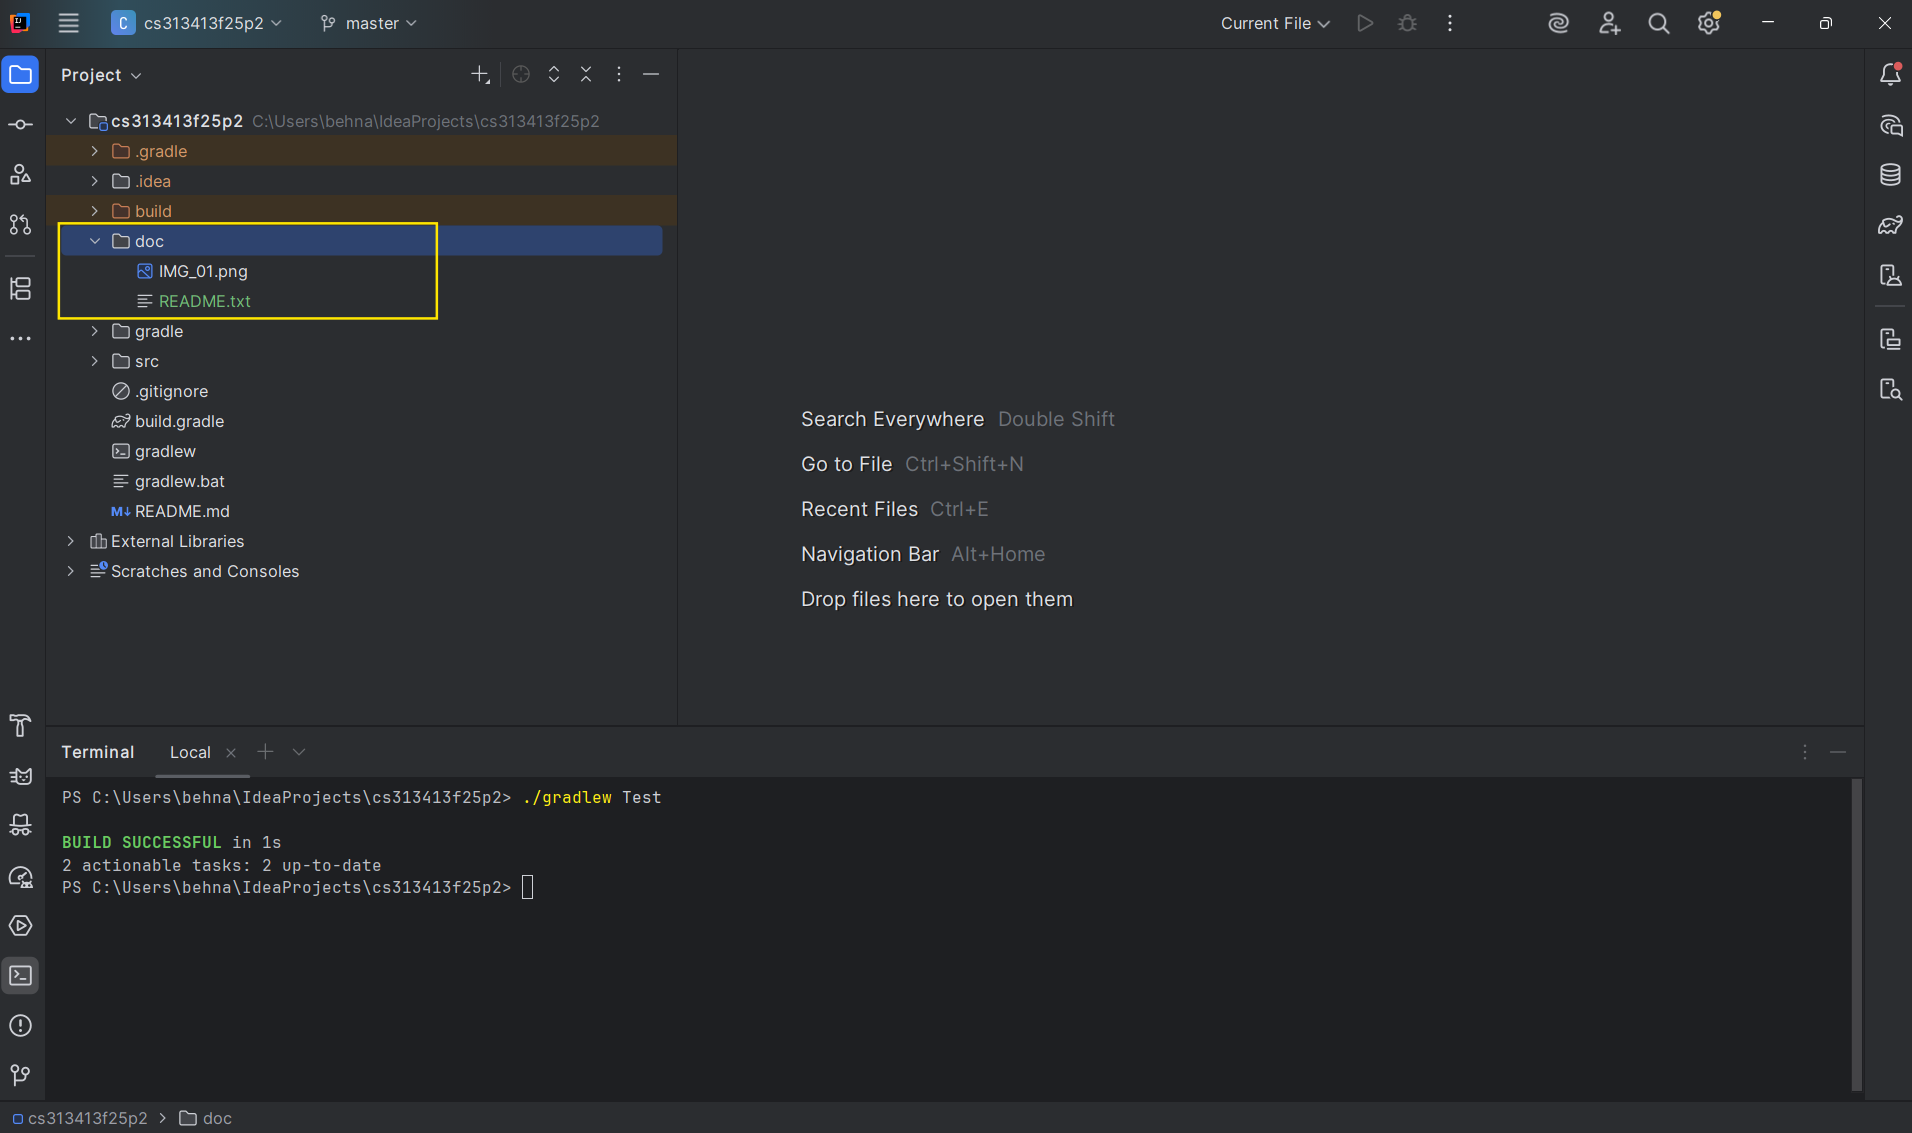 C cs313413f25p2 master Current File
Project
cs313413f25p2 C:\Users\behna\IdeaProjects\cs313413f25p2
.gradle
.idea
build
doc
IMG_01.png
README.txt
gradle
src
.gitignore
build.gradle
gradlew
gradlew.bat
M↓ README.md
External Libraries
Scratches and Consoles
Search Everywhere Double Shift
Go to File Ctrl+Shift+N
Recent Files Ctrl+E
Navigation Bar Alt+Home
Drop files here to open them
Terminal Local
PS C:\Users\behna\IdeaProjects\cs313413f25p2> ./gradlew Test
BUILD SUCCESSFUL in 1s
2 actionable tasks: 2 up-to-date
PS C:\Users\behna\IdeaProjects\cs313413f25p2>
cs313413f25p2 > doc